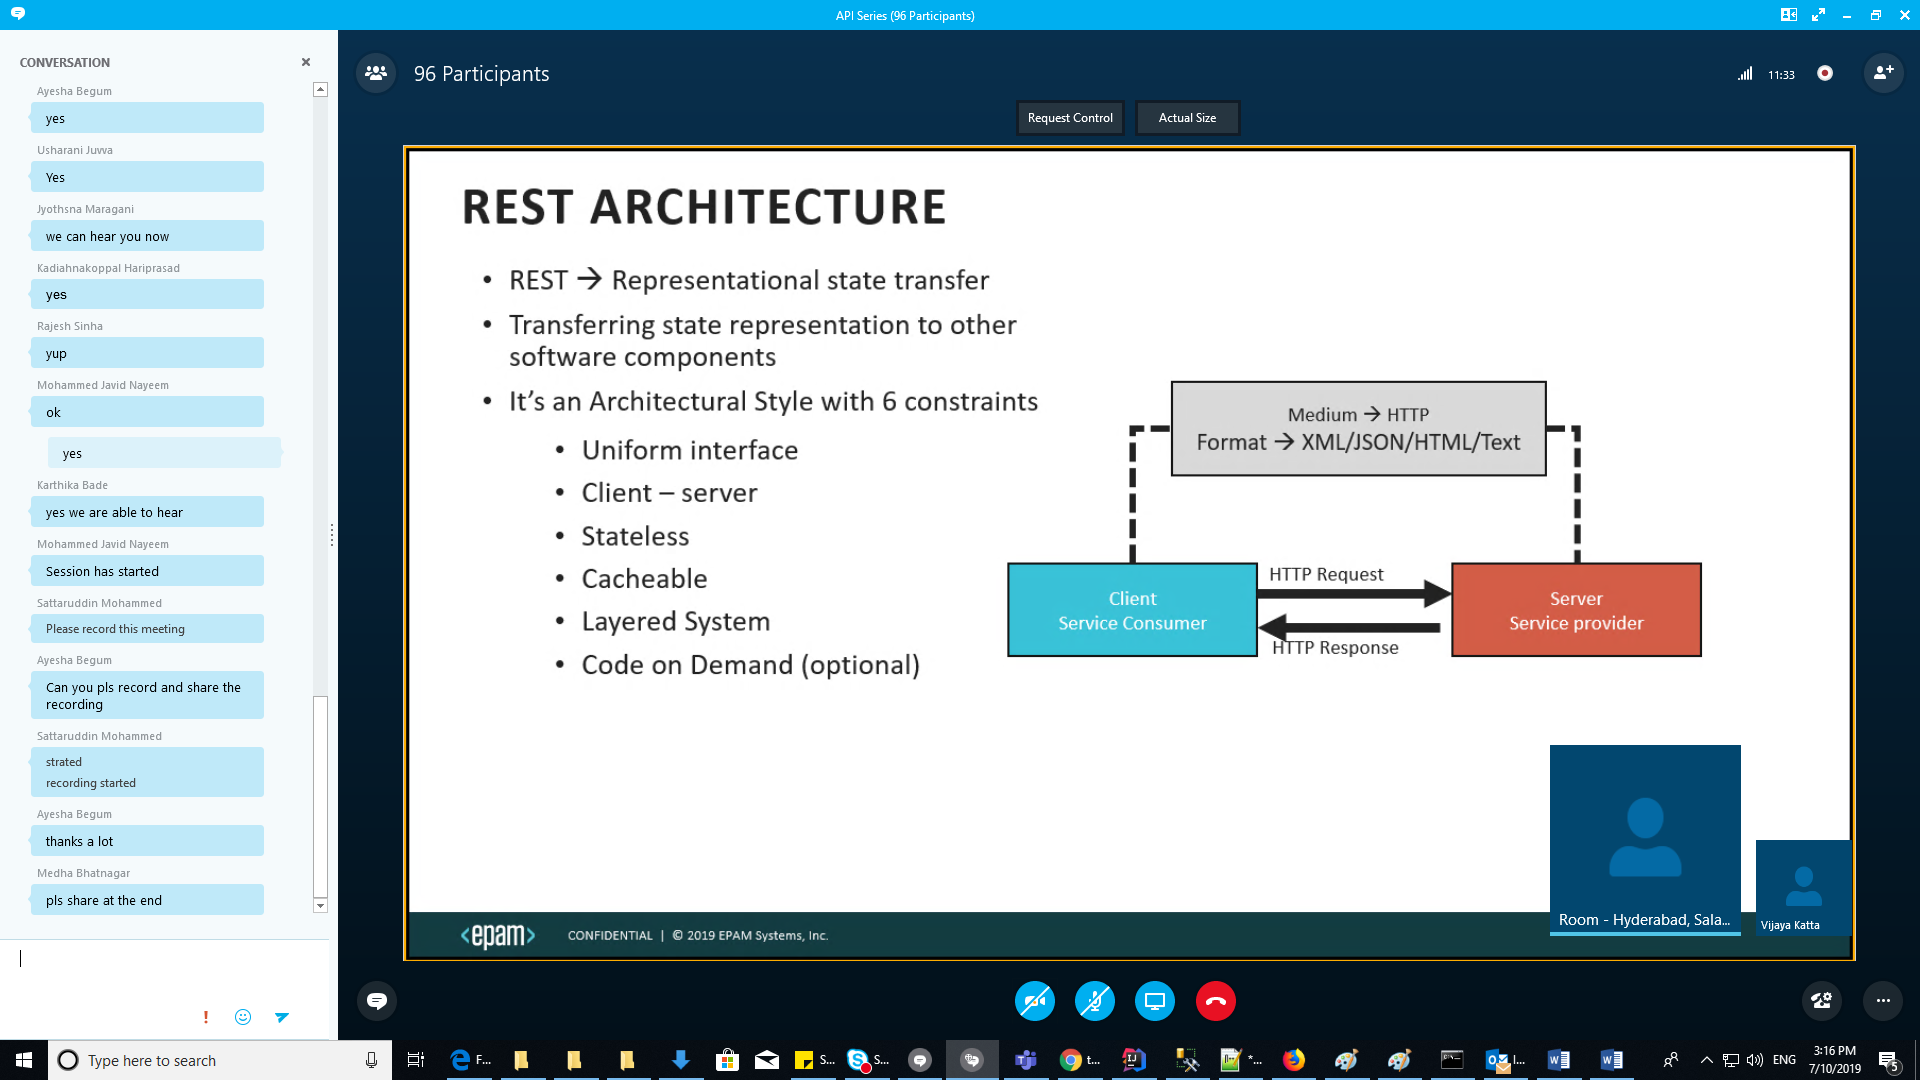 API Series (96 Participants)
CONVERSATION
Ayesha Begum
yes
Usharani Juvva
Yes
Jyothsna Maragani
we can hear you now
Kadiahnakoppal Hariprasad
yes
Rajesh Sinha
yup
Mohammed Javid Nayeem
ok
yes
Karthika Bade
yes we are able to hear
Mohammed Javid Nayeem
Session has started
Sattaruddin Mohammed
Please record this meeting
Ayesha Begum
Can you pls record and share the
recording
Sattaruddin Mohammed
strated
recording started
Ayesha Begum
thanks a lot
Medha Bhatnagar
pls share at the end
96 Participants
11:33
Request Control
Actual Size
REST ARCHITECTURE
• REST → Representational state transfer
• Transferring state representation to other
software components
• It's an Architectural Style with 6 constraints
• Uniform interface
• Client – server
• Stateless
• Cacheable
• Layered System
• Code on Demand (optional)
Medium → HTTP
Format → XML/JSON/HTML/Text
Client
Service Consumer
HTTP Request
HTTP Response
Server
Service provider
<epam> CONFIDENTIAL | © 2019 EPAM Systems, Inc.
Room - Hyderabad, Sala...
Vijaya Katta
Type here to search
F...
S...
S...
t...
*...
I...
ENG
3:16 PM
7/10/2019
5